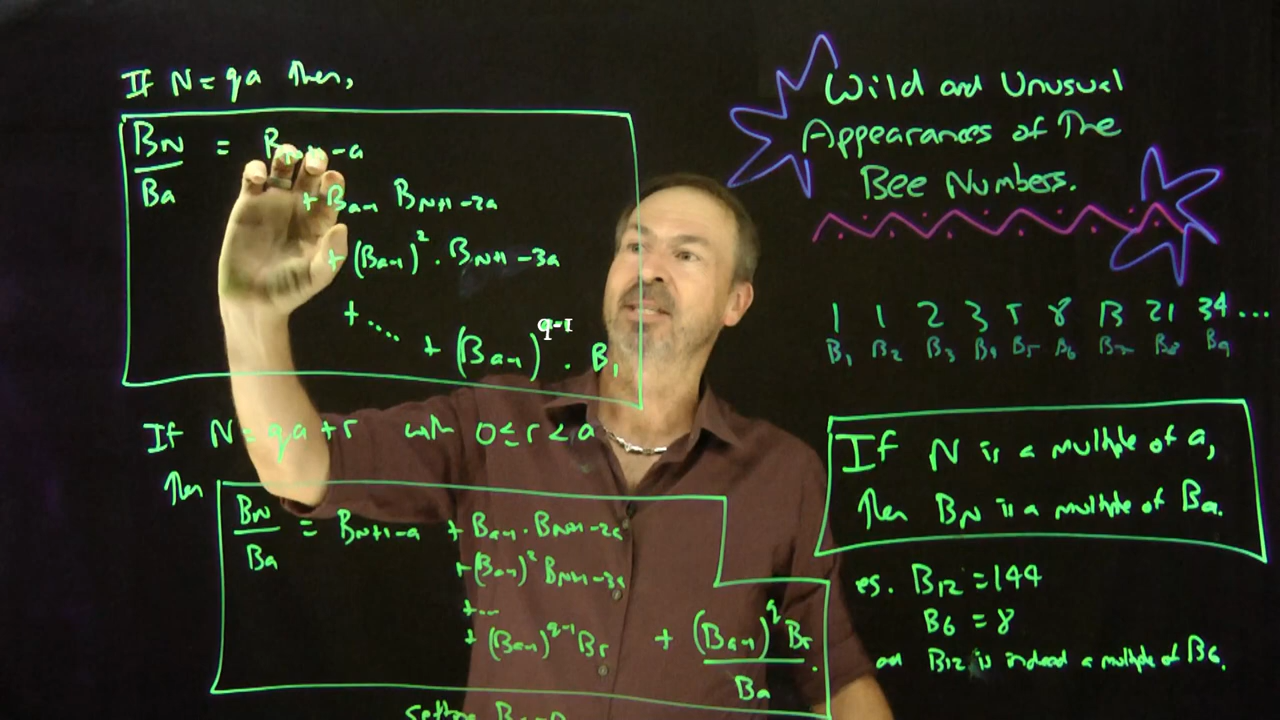 If N = qa then,
BN/Ba = BN+1-a
+ Ba-1 BN+1-2a
+ (Ba-1)² · BN+1-3a
+ ....
+ (Ba-1)^q-1 · B1
If N = qa + r with 0 ≤ r < a
Then
BN/Ba = BN+1-a + Ba-1 · BN+1-2a
+ (Ba-1)² BN+1-3a
+...
+ (Ba-1)^q-1 Br + (Ba-1)^q Br / Ba .
Setting
Wild and Unusual
Appearances of The
Bee Numbers.
1 1 2 3 5 8 13 21 34 ...
B1 B2 B3 B4 B5 B6 B7 B8 B9
If N is a multiple of a,
Then BN is a multiple of Ba.
eg. B12 = 144
B6 = 8
and B12 is indeed a multiple of B6.